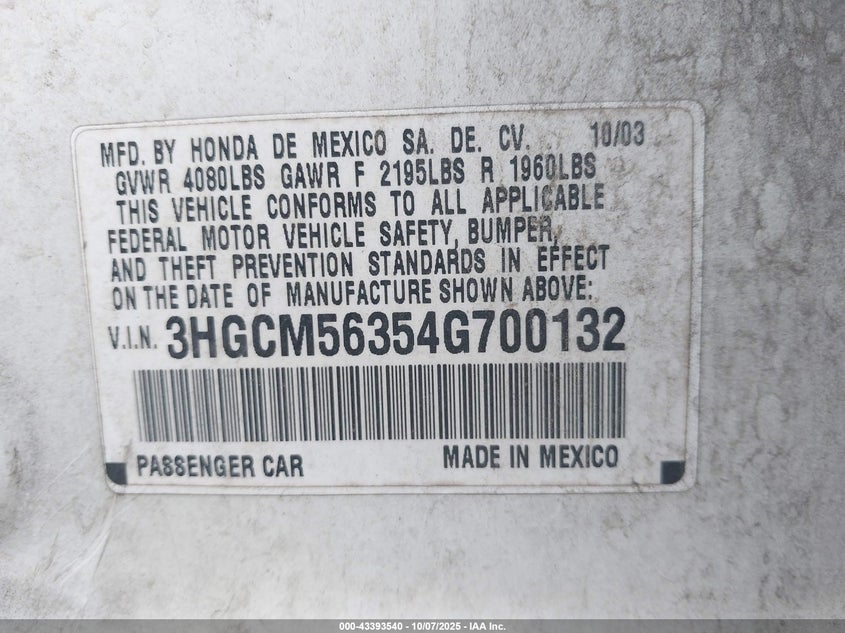 MFD. BY HONDA DE MEXICO SA. DE. CV. 10/03
GVWR 4080LBS GAWR F 2195LBS R 1960LBS
THIS VEHICLE CONFORMS TO ALL APPLICABLE
FEDERAL MOTOR VEHICLE SAFETY, BUMPER,
AND THEFT PREVENTION STANDARDS IN EFFECT
ON THE DATE OF MANUFACTURE SHOWN ABOVE:
V.I.N. 3HGCM56354G700132
PASSENGER CAR MADE IN MEXICO
000-43393540 - 10/07/2025 - IAA Inc.